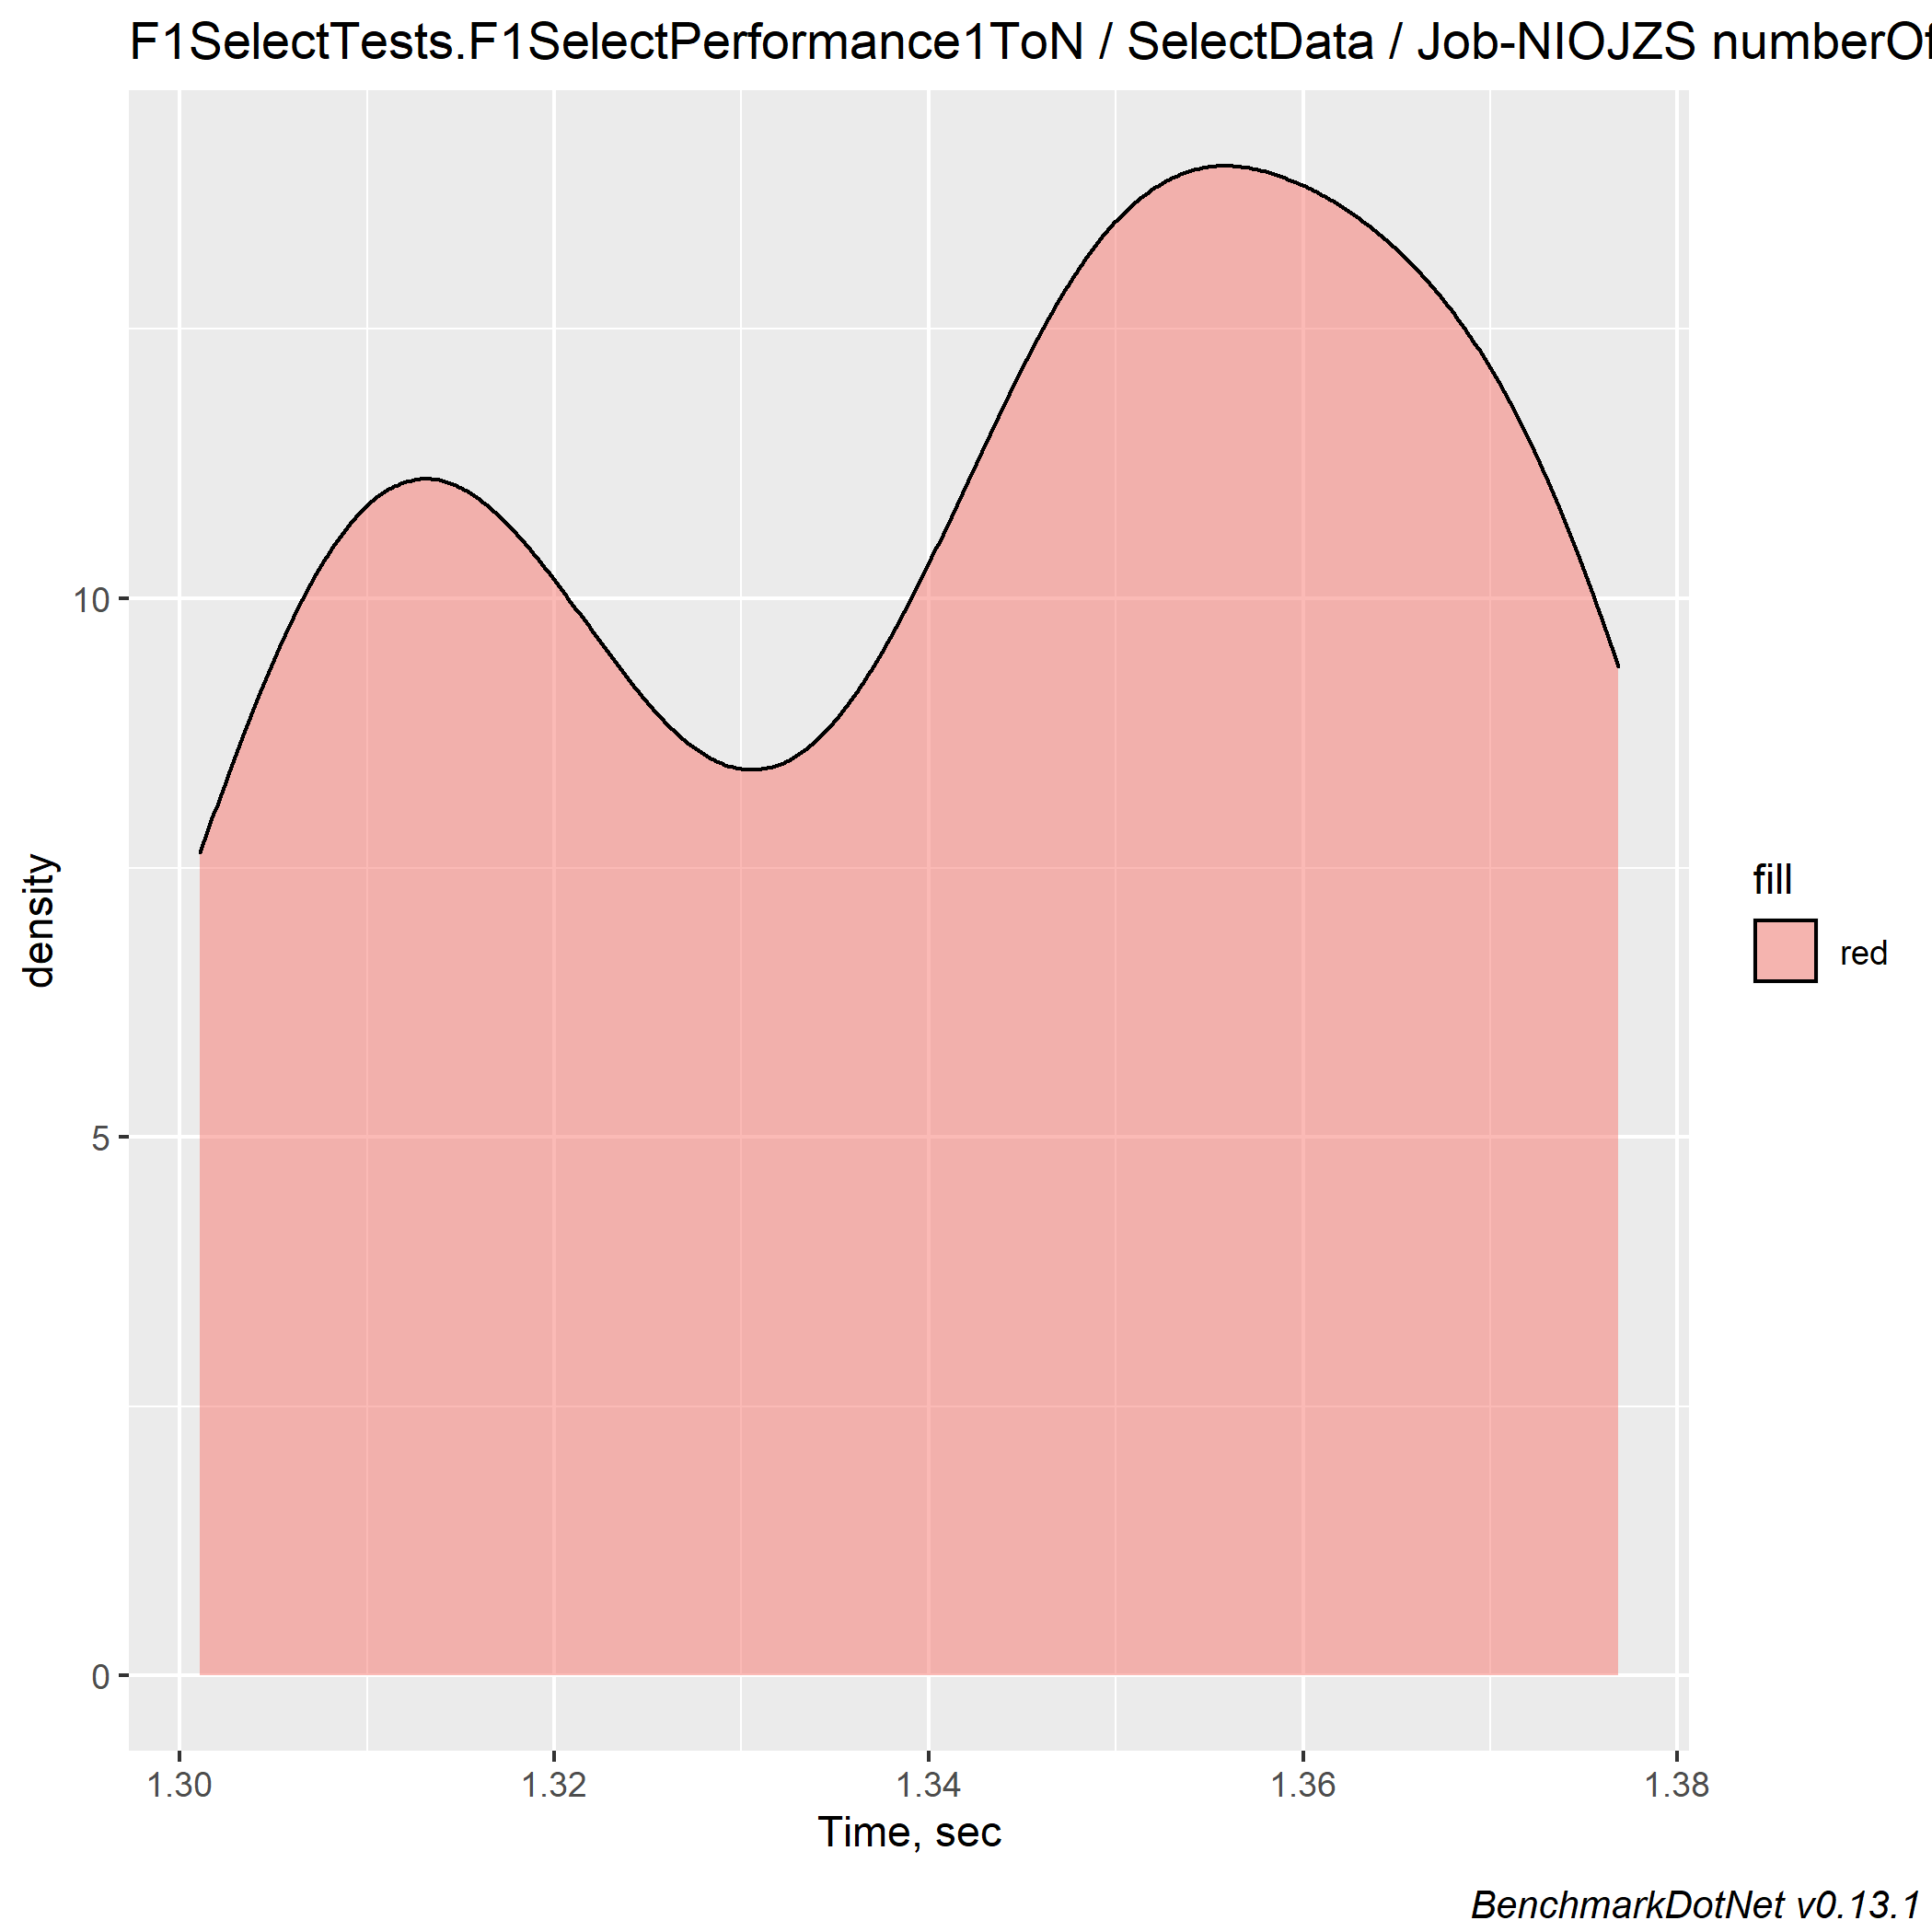 F1SelectTests.F1SelectPerformance1ToN / SelectData / Job-NIOJZS numberOf
10
5
0
density
fill
red
1.30 1.32 1.34 1.36 1.38
Time, sec
BenchmarkDotNet v0.13.1